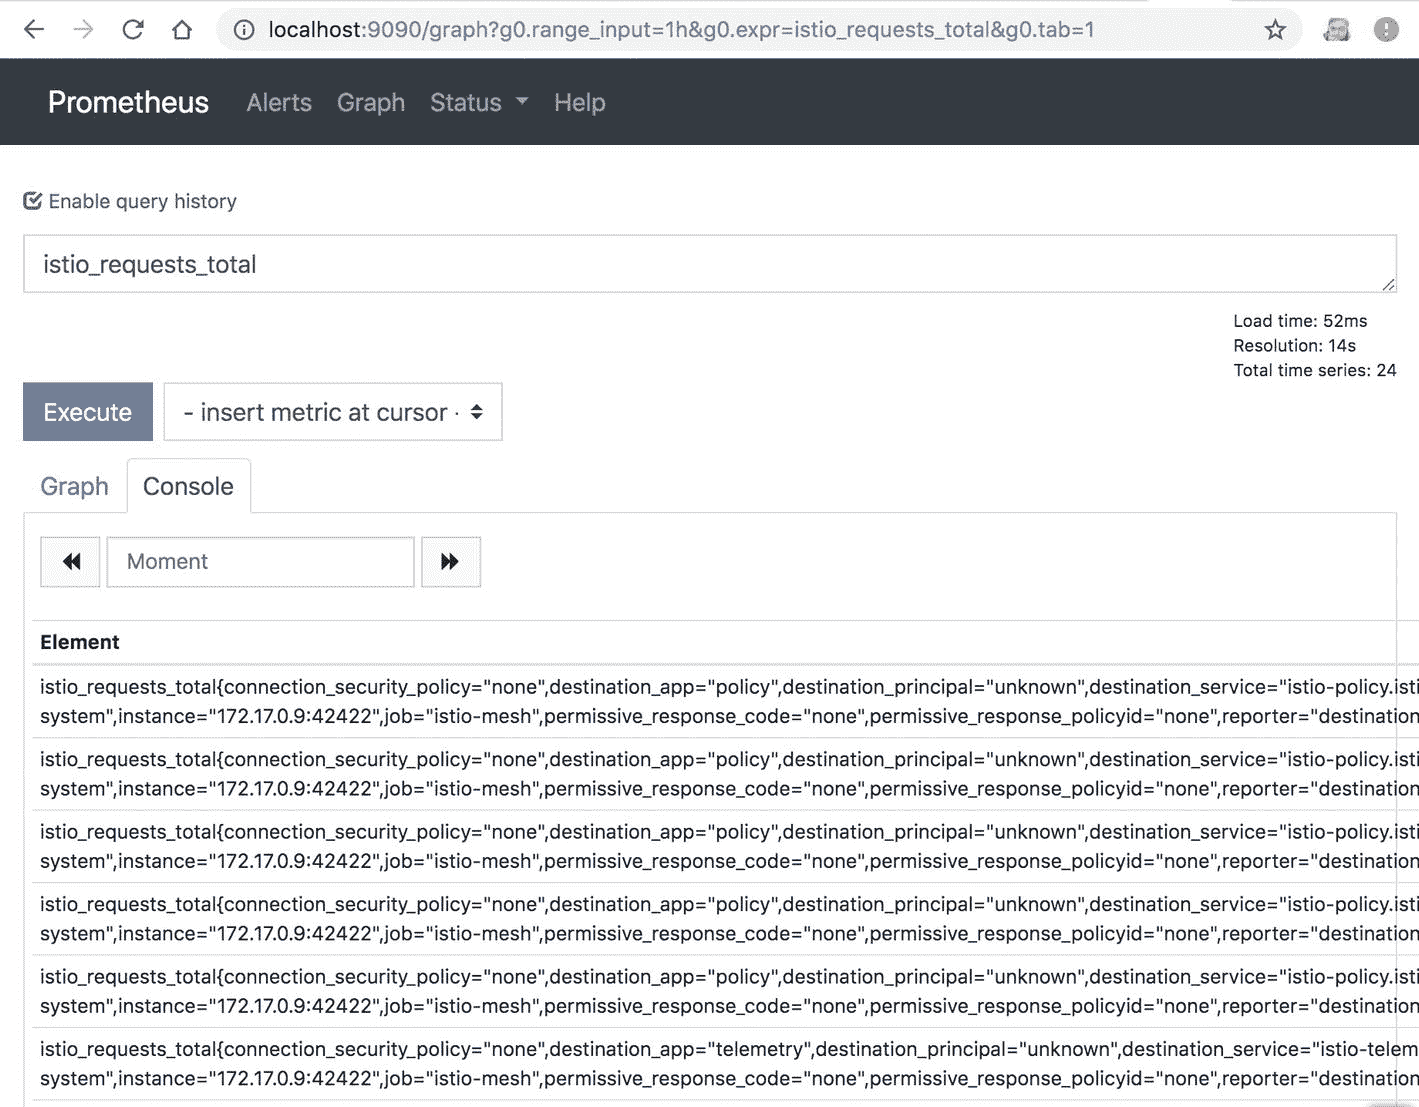 localhost:9090/graph?g0.range_input=1h&g0.expr=istio_requests_total&g0.tab=1
Prometheus Alerts Graph Status Help
Enable query history
istio_requests_total
Load time: 52ms
Resolution: 14s
Total time series: 24
Execute - insert metric at cursor -
Graph Console
Moment
Element
istio_requests_total{connection_security_policy="none",destination_app="policy",destination_principal="unknown",destination_service="istio-policy.isti
system",instance="172.17.0.9:42422",job="istio-mesh",permissive_response_code="none",permissive_response_policyid="none",reporter="destination
istio_requests_total{connection_security_policy="none",destination_app="policy",destination_principal="unknown",destination_service="istio-policy.isti
system",instance="172.17.0.9:42422",job="istio-mesh",permissive_response_code="none",permissive_response_policyid="none",reporter="destination
istio_requests_total{connection_security_policy="none",destination_app="policy",destination_principal="unknown",destination_service="istio-policy.isti
system",instance="172.17.0.9:42422",job="istio-mesh",permissive_response_code="none",permissive_response_policyid="none",reporter="destination
istio_requests_total{connection_security_policy="none",destination_app="policy",destination_principal="unknown",destination_service="istio-policy.isti
system",instance="172.17.0.9:42422",job="istio-mesh",permissive_response_code="none",permissive_response_policyid="none",reporter="destination
istio_requests_total{connection_security_policy="none",destination_app="policy",destination_principal="unknown",destination_service="istio-policy.isti
system",instance="172.17.0.9:42422",job="istio-mesh",permissive_response_code="none",permissive_response_policyid="none",reporter="destination
istio_requests_total{connection_security_policy="none",destination_app="telemetry",destination_principal="unknown",destination_service="istio-telem
system",instance="172.17.0.9:42422",job="istio-mesh",permissive_response_code="none",permissive_response_policyid="none",reporter="destination